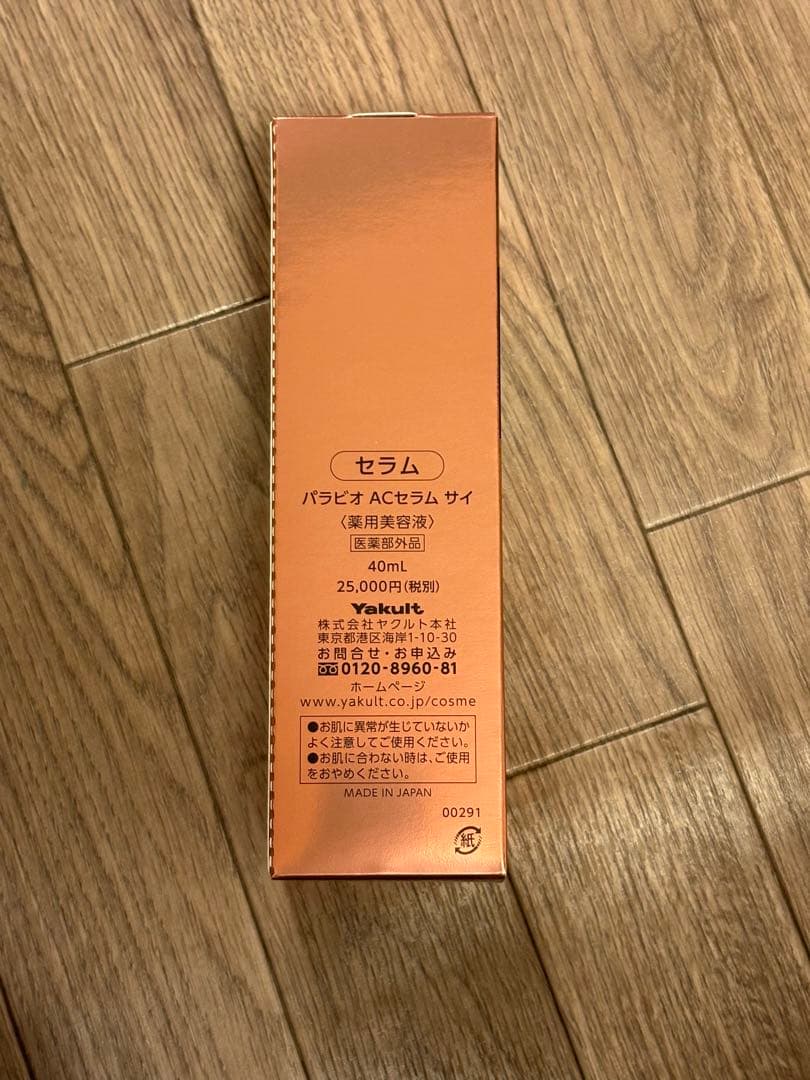 セラム
パラビオ ACセラム サイ
〈薬用美容液〉
医薬部外品
40mL
25,000円(税別)
Yakult
株式会社ヤクルト本社
東京都港区海岸1-10-30
お問合せ・お申込み
0120-8960-81
ホームページ
www.yakult.co.jp/cosme
●お肌に異常が生じていないか
よく注意してご使用ください。
●お肌に合わない時は、ご使用
をおやめください。
MADE IN JAPAN
00291
紙